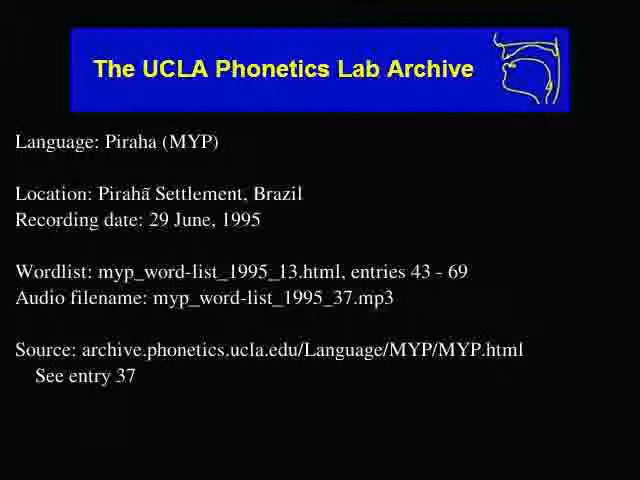 The UCLA Phonetics Lab Archive
Language: Piraha (MYP)
Location: Pirahã Settlement, Brazil
Recording date: 29 June, 1995
Wordlist: myp_word-list_1995_13.html, entries 43 - 69
Audio filename: myp_word-list_1995_37.mp3
Source: archive.phonetics.ucla.edu/Language/MYP/MYP.html
See entry 37